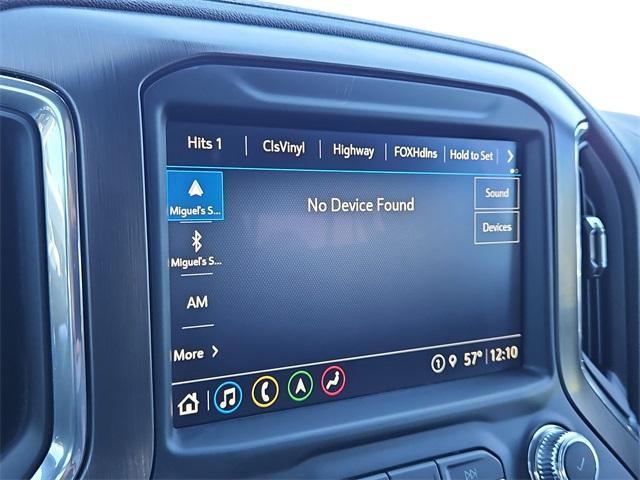 Hits 1 ClsVinyl Highway FOXHdlns Hold to Set
Miguel's S...
No Device Found
Sound
Miguel's S...
Devices
AM
More
1 57° 12:10